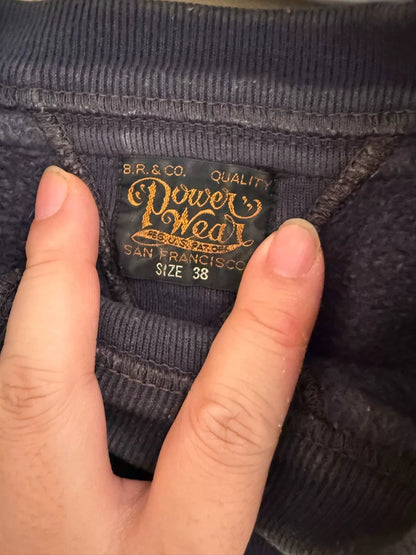 B.R. & CO. QUALITY
Power
Wear
REG. U.S. PAT. OFF.
SAN FRANCISCO
SIZE 38